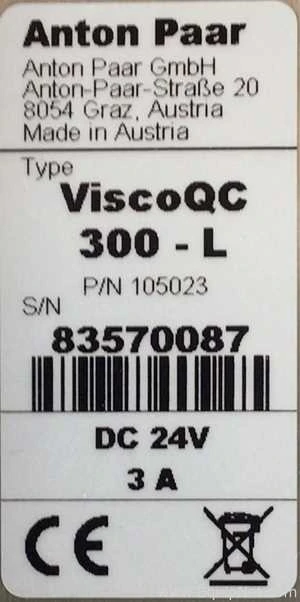 Anton Paar
Anton Paar GmbH
Anton-Paar-Straße 20
8054 Graz, Austria
Made in Austria
Type
ViscoQC
300 - L
P/N 105023
S/N
83570087
DC 24V
3 A
CE